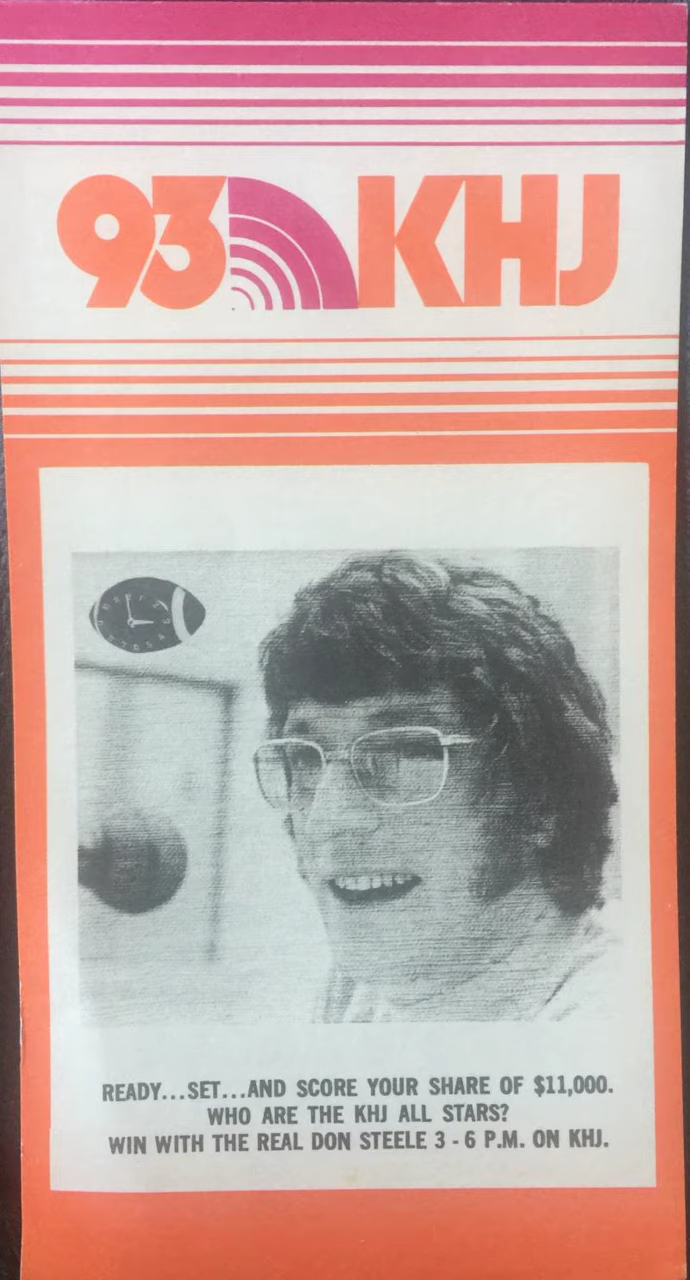 93 KHJ
READY...SET...AND SCORE YOUR SHARE OF $11,000.
WHO ARE THE KHJ ALL STARS?
WIN WITH THE REAL DON STEELE 3 - 6 P.M. ON KHJ.